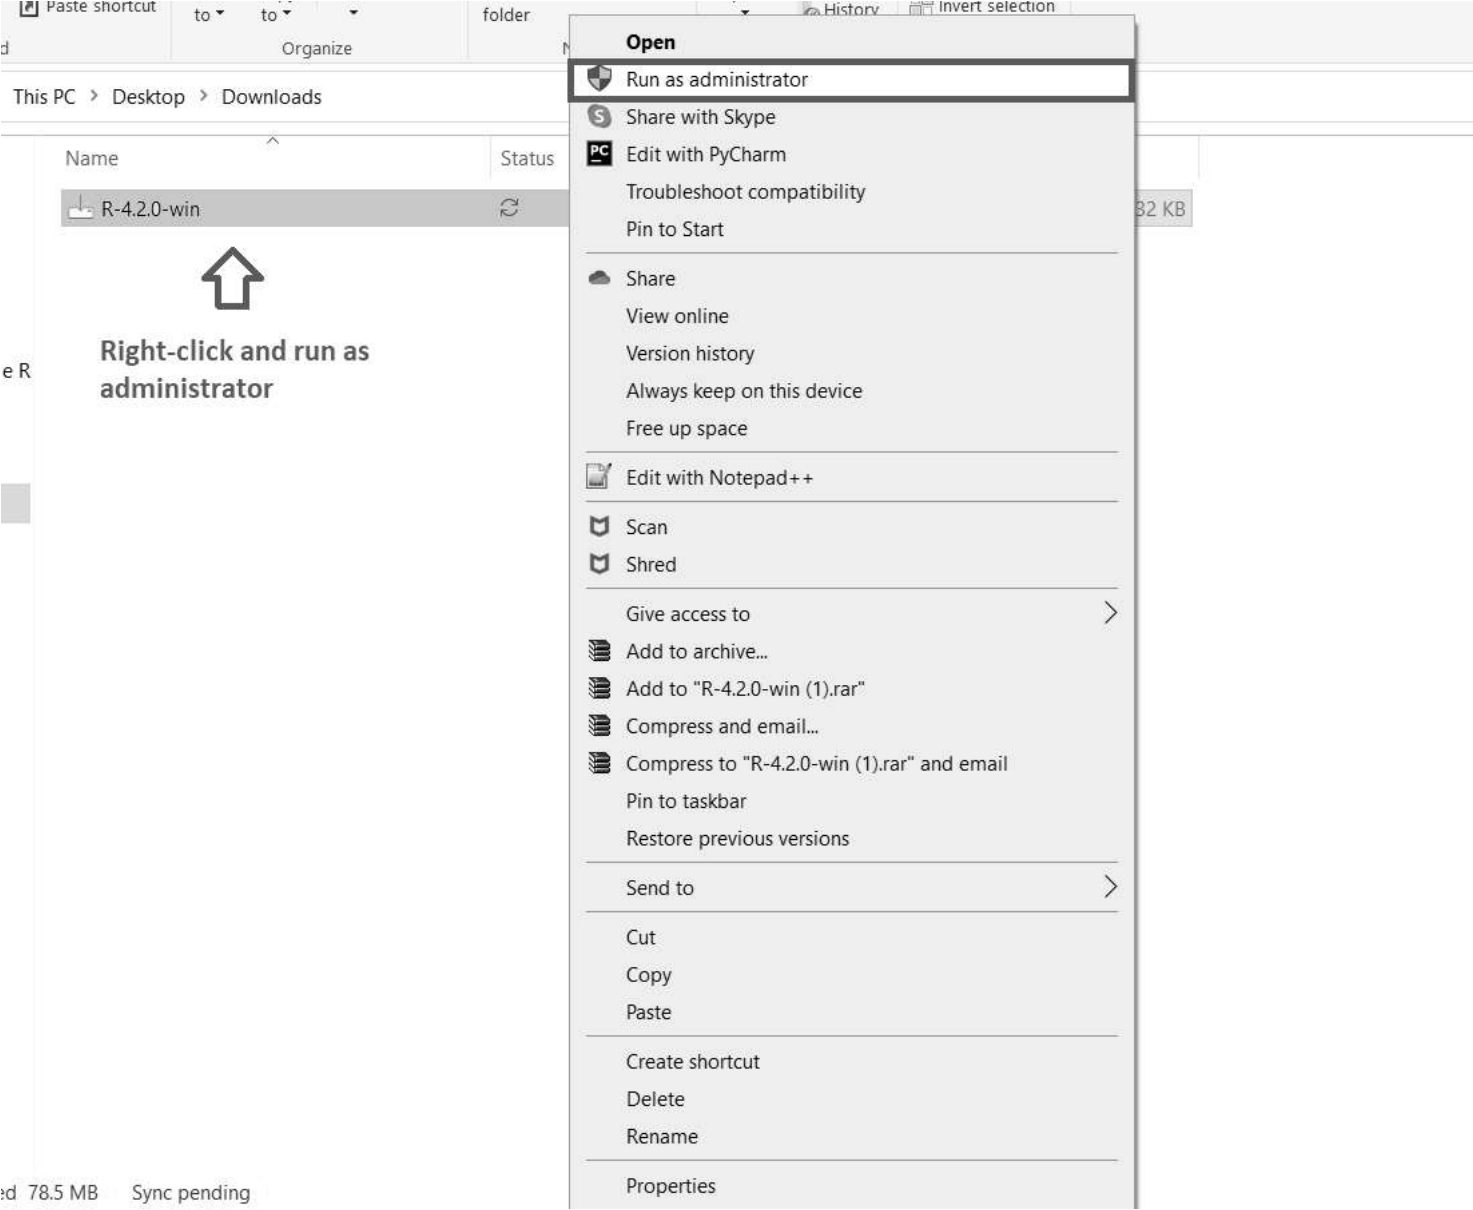 Paste shortcut
to
to
folder
History
Invert selection
Organize
This PC > Desktop > Downloads
Name
Status
R-4.2.0-win
32 KB
Right-click and run as
administrator
e R
Open
Run as administrator
Share with Skype
PC Edit with PyCharm
Troubleshoot compatibility
Pin to Start
Share
View online
Version history
Always keep on this device
Free up space
Edit with Notepad++
Scan
Shred
Give access to
Add to archive...
Add to "R-4.2.0-win (1).rar"
Compress and email...
Compress to "R-4.2.0-win (1).rar" and email
Pin to taskbar
Restore previous versions
Send to
Cut
Copy
Paste
Create shortcut
Delete
Rename
Properties
ed 78.5 MB Sync pending